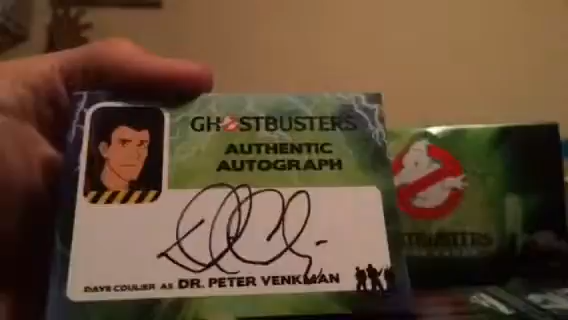 GHOSTBUSTERS
AUTHENTIC
AUTOGRAPH
DAVE COULIER AS DR. PETER VENKMAN